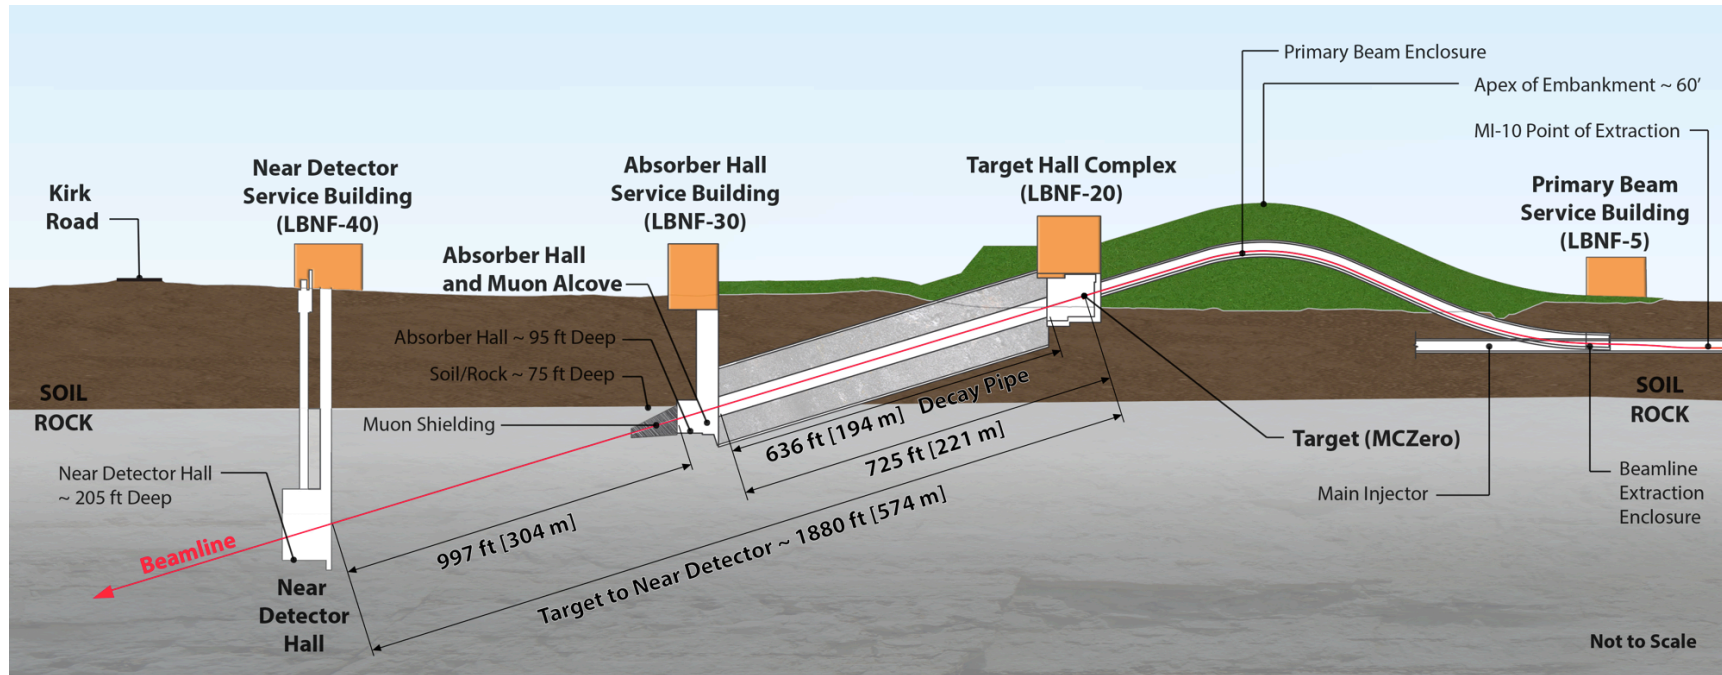 Primary Beam Enclosure
Apex of Embankment ~ 60’
MI-10 Point of Extraction
Kirk
Road
Near Detector
Service Building
(LBNF-40)
Absorber Hall
Service Building
(LBNF-30)
Target Hall Complex
(LBNF-20)
Primary Beam
Service Building
(LBNF-5)
Absorber Hall
and Muon Alcove
Absorber Hall ~ 95 ft Deep
Soil/Rock ~ 75 ft Deep
Muon Shielding
SOIL
ROCK
SOIL
ROCK
Near Detector Hall
~ 205 ft Deep
636 ft [194 m] Decay Pipe
725 ft [221 m]
997 ft [304 m]
Target to Near Detector ~ 1880 ft [574 m]
Target (MCZero)
Main Injector
Beamline
Extraction
Enclosure
Beamline
Near
Detector
Hall
Not to Scale